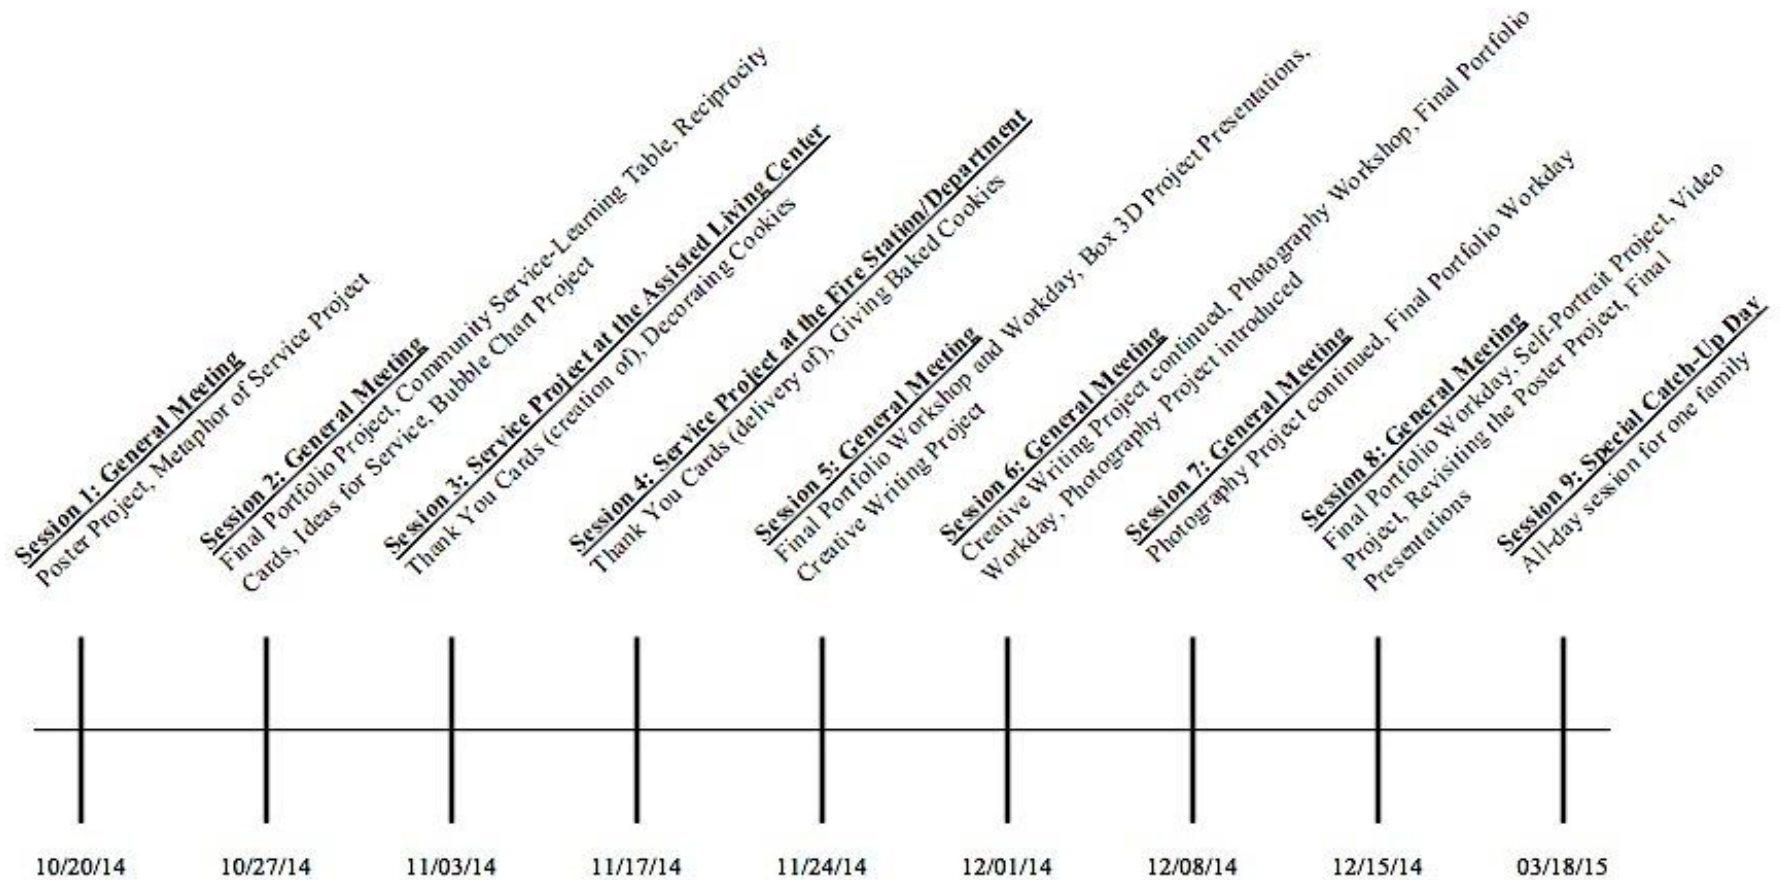 Session 1: General Meeting
Poster Project, Metaphor of Service Project
Session 2: General Meeting
Final Portfolio Project, Community Service-Learning Table, Reciprocity
Cards, Ideas for Service, Bubble Chart Project
Session 3: Service Project at the Assisted Living Center
Thank You Cards (creation of), Decorating Cookies
Session 4: Service Project at the Fire Station/Department
Thank You Cards (delivery of), Giving Baked Cookies
Session 5: General Meeting
Final Portfolio Workshop and Workday, Box 3D Project Presentations,
Creative Writing Project
Session 6: General Meeting
Creative Writing Project continued, Photography Workshop, Final Portfolio
Workday, Photography Project introduced
Session 7: General Meeting
Photography Project continued, Final Portfolio Workday
Session 8: General Meeting
Final Portfolio Workday, Self-Portrait Project, Video
Project, Revisiting the Poster Project, Final
Presentations
Session 9: Special Catch-Up Day
All-day session for one family
10/20/14
10/27/14
11/03/14
11/17/14
11/24/14
12/01/14
12/08/14
12/15/14
03/18/15